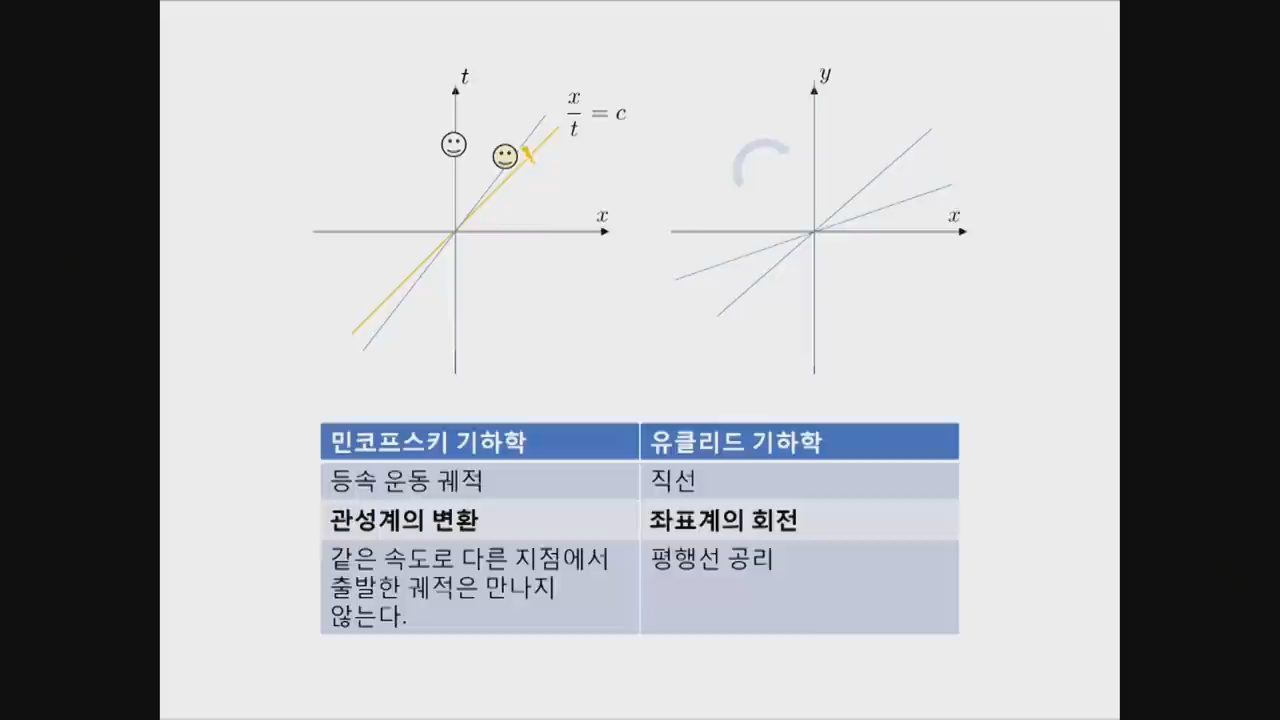 t
x/t = c
x
y
x
민코프스키 기하학
유클리드 기하학
등속 운동 궤적
직선
관성계의 변환
좌표계의 회전
같은 속도로 다른 지점에서
출발한 궤적은 만나지
않는다.
평행선 공리